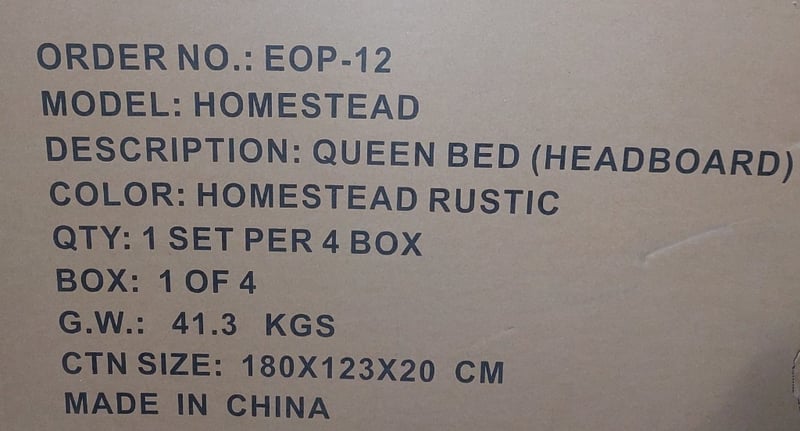 ORDER NO.: EOP-12
MODEL: HOMESTEAD
DESCRIPTION: QUEEN BED (HEADBOARD)
COLOR: HOMESTEAD RUSTIC
QTY: 1 SET PER 4 BOX
BOX: 1 OF 4
G.W.: 41.3 KGS
CTN SIZE: 180X123X20 CM
MADE IN CHINA